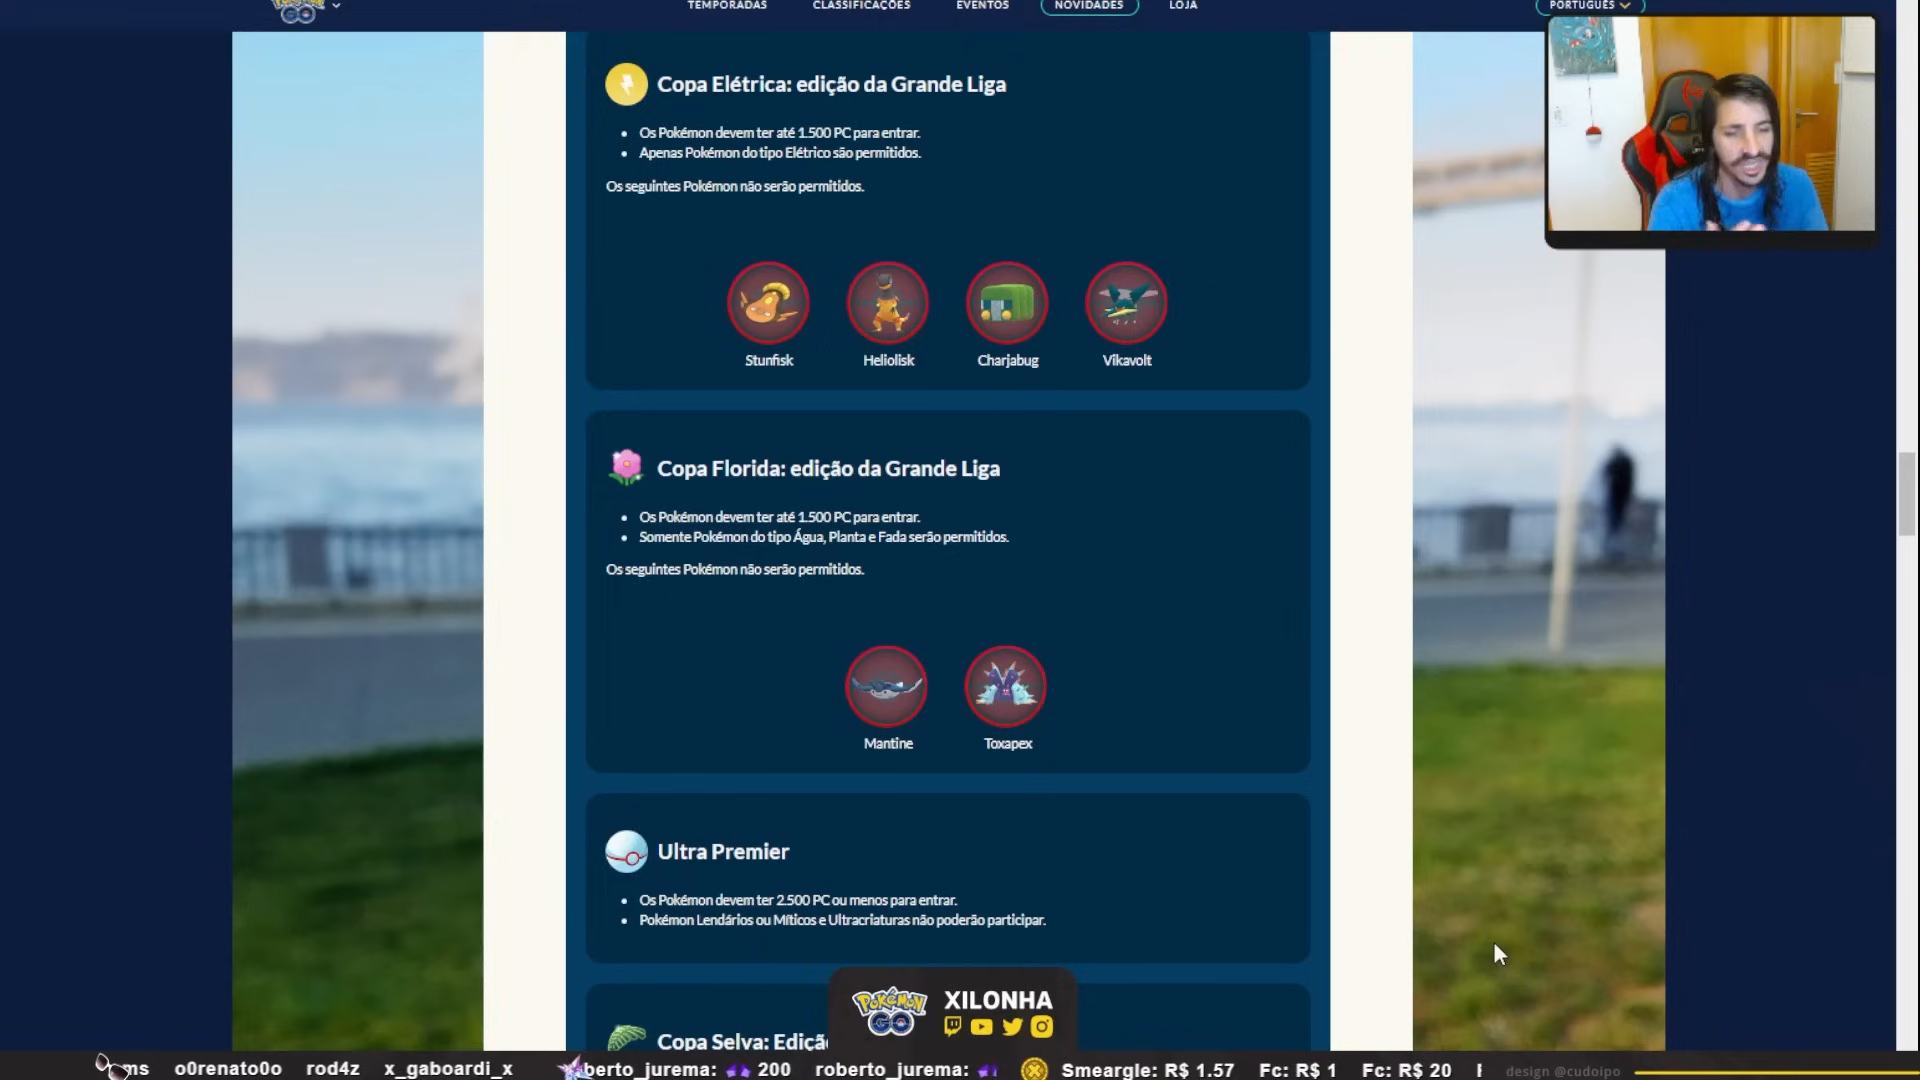 TEMPORADAS
CLASSIFICAÇÕES
EVENTOS
NOVIDADES
LOJA
PORTUGUÊS
Copa Elétrica: edição da Grande Liga
• Os Pokémon devem ter até 1.500 PC para entrar.
• Apenas Pokémon do tipo Elétrico são permitidos.
Os seguintes Pokémon não serão permitidos.
Stunfisk
Heliolisk
Charjabug
Vikavolt
Copa Florida: edição da Grande Liga
• Os Pokémon devem ter até 1.500 PC para entrar.
• Somente Pokémon do tipo Água, Planta e Fada serão permitidos.
Os seguintes Pokémon não serão permitidos.
Mantine
Toxapex
Ultra Premier
• Os Pokémon devem ter 2.500 PC ou menos para entrar.
• Pokémon Lendários ou Míticos e Ultracriaturas não poderão participar.
Copa Selva: Ediçã
POKÉMON GO
XILONHA
ms o0renato0o rod4z x_gaboardi_x berto_jurema: 200 roberto_jurema: Smeargle: R$ 1.57 Fc: R$ 1 Fc: R$ 20
design @cudoipo